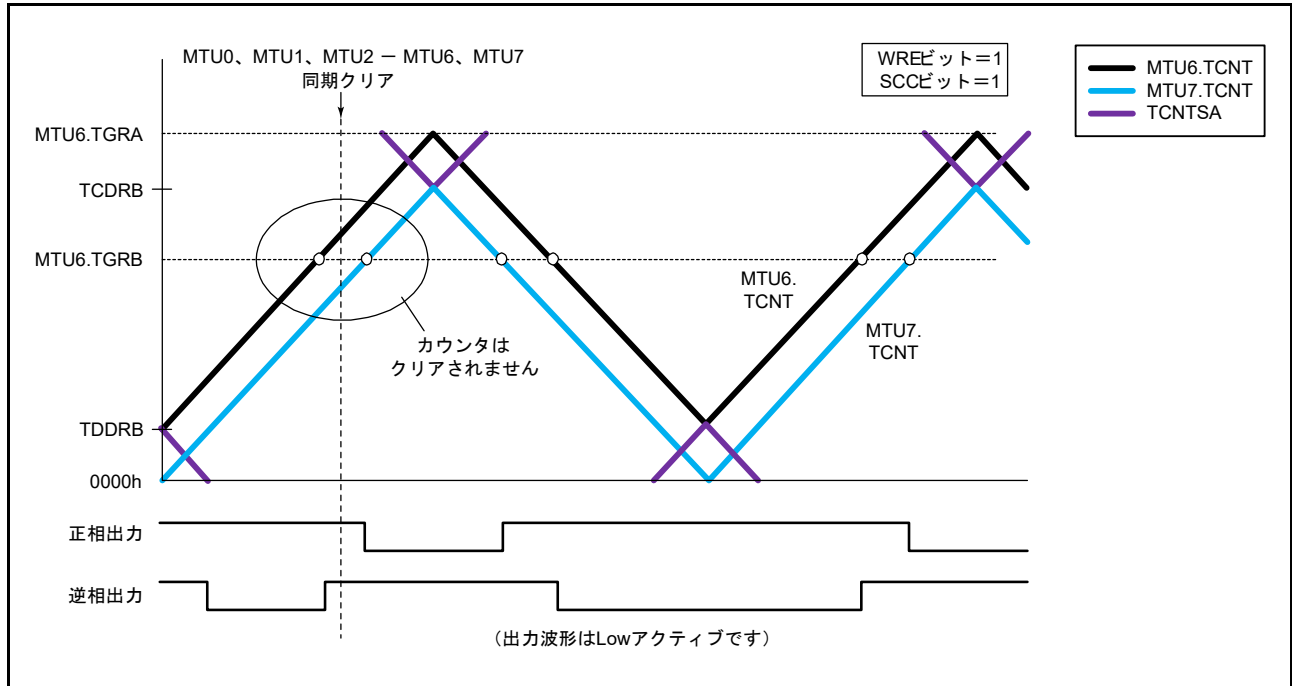 MTU0、MTU1、MTU2 － MTU6、MTU7
同期クリア
WREビット＝1
SCCビット＝1
MTU6.TCNT
MTU7.TCNT
TCNTSA
MTU6.TGRA
TCDRB
MTU6.TGRB
TDDRB
0000h
カウンタは
クリアされません
MTU6.
TCNT
MTU7.
TCNT
正相出力
逆相出力
（出力波形はLowアクティブです）